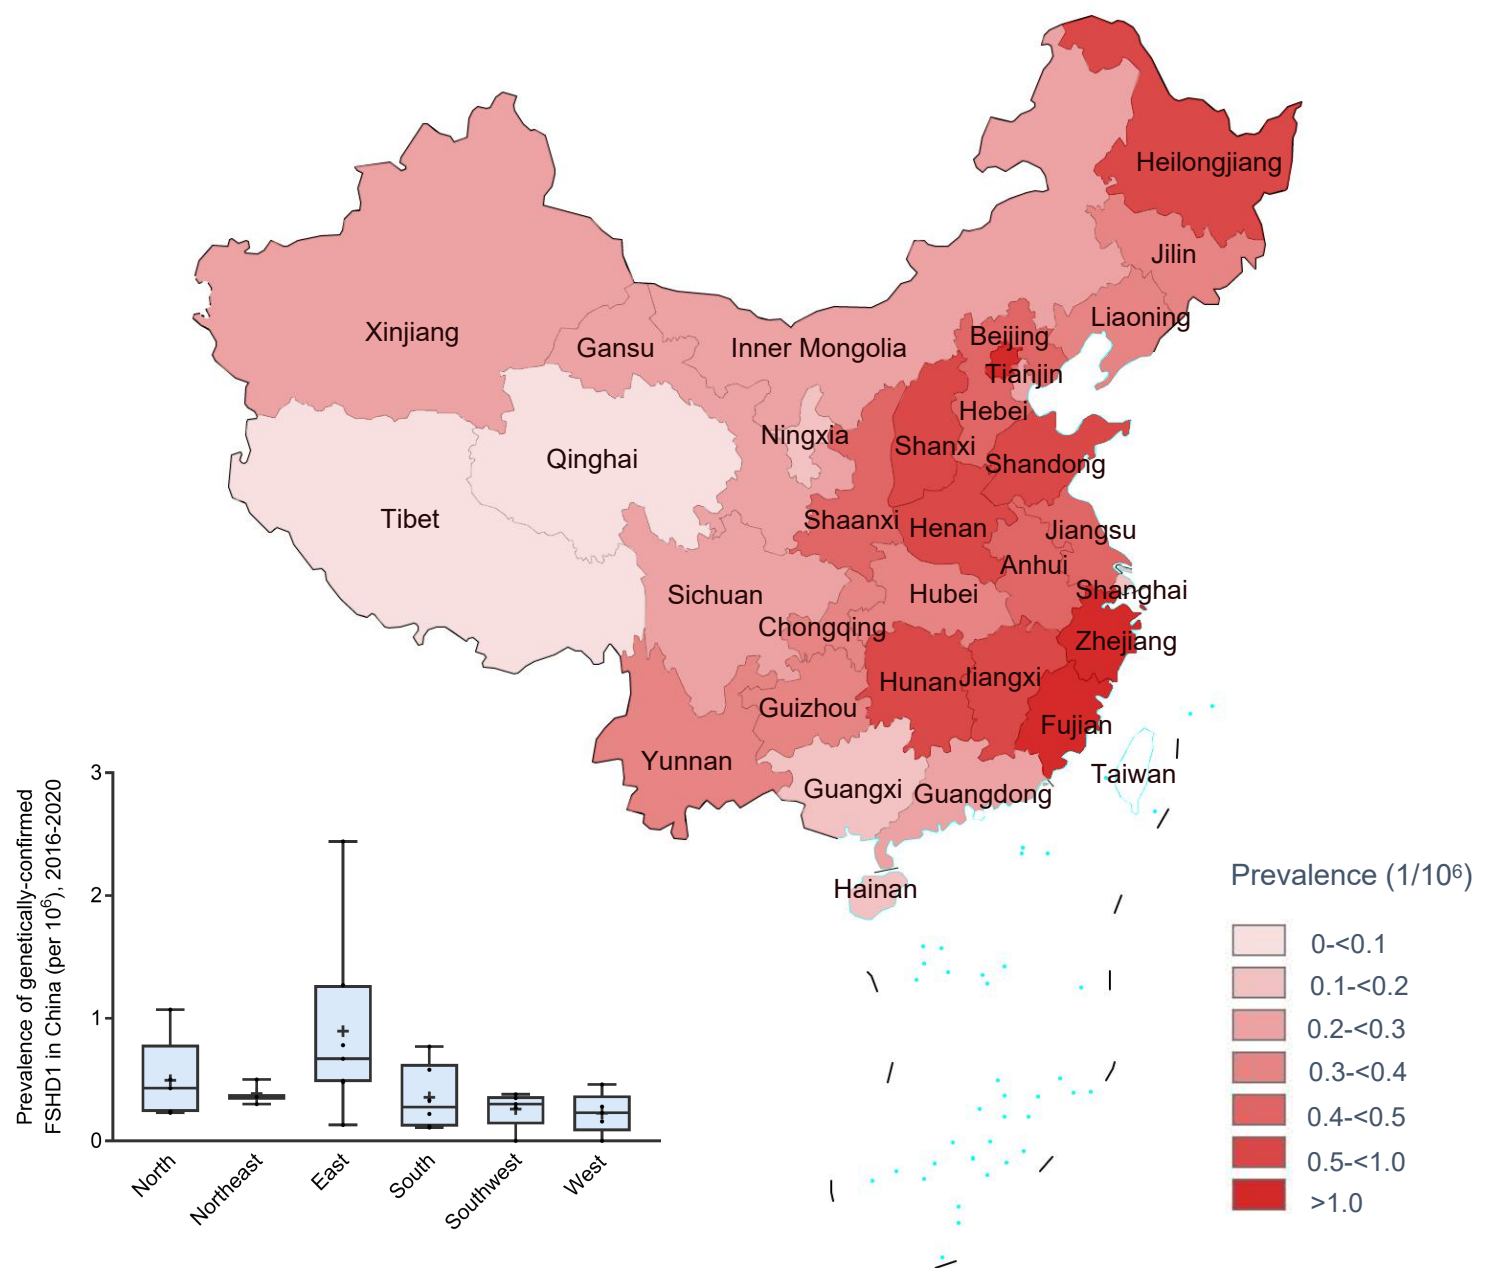 Heilongjiang
Jilin
Liaoning
Xinjiang
Gansu
Inner Mongolia
Beijing
Tianjin
Hebei
Ningxia
Shanxi
Qinghai
Shandong
Tibet
Shaanxi
Henan
Jiangsu
Anhui
Sichuan
Hubei
Shanghai
Chongqing
Zhejiang
Hunan
Jiangxi
Guizhou
Fujian
Yunnan
Guangxi
Guangdong
Taiwan
Hainan
Prevalence of genetically-confirmed
FSHD1 in China (per 10⁶), 2016-2020
3
2
1
0
North
Northeast
East
South
Southwest
West
Prevalence (1/10⁶)
0-<0.1
0.1-<0.2
0.2-<0.3
0.3-<0.4
0.4-<0.5
0.5-<1.0
>1.0